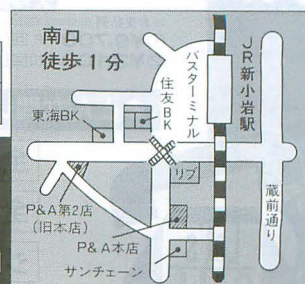 南口
徒歩1分
JR新小岩駅
バスターミナル
住友BK
東海BK
リブ
蔵前通り
P&A第2店
(旧本店)
P&A本店
サンチェーン